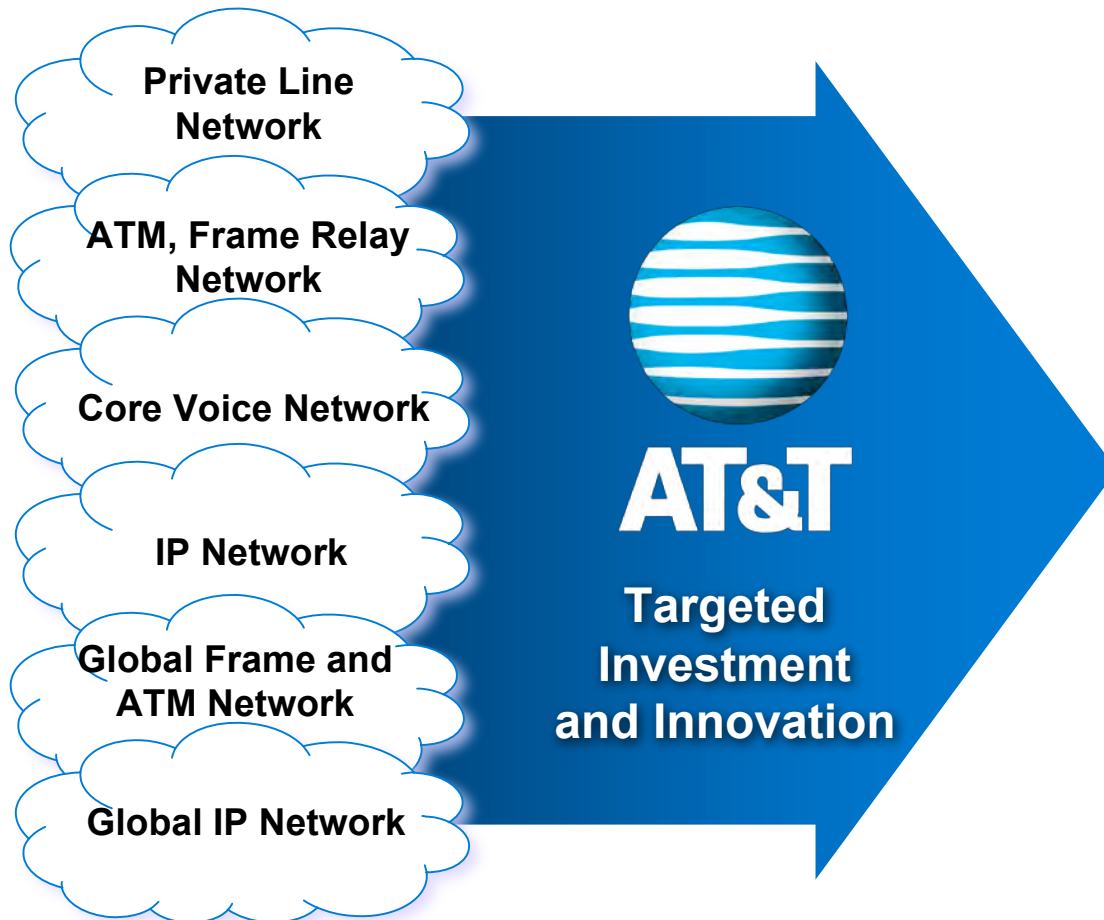 Private Line
Network
ATM, Frame Relay
Network
Core Voice Network
IP Network
Global Frame and
ATM Network
Global IP Network
AT&T
Targeted
Investment
and Innovation